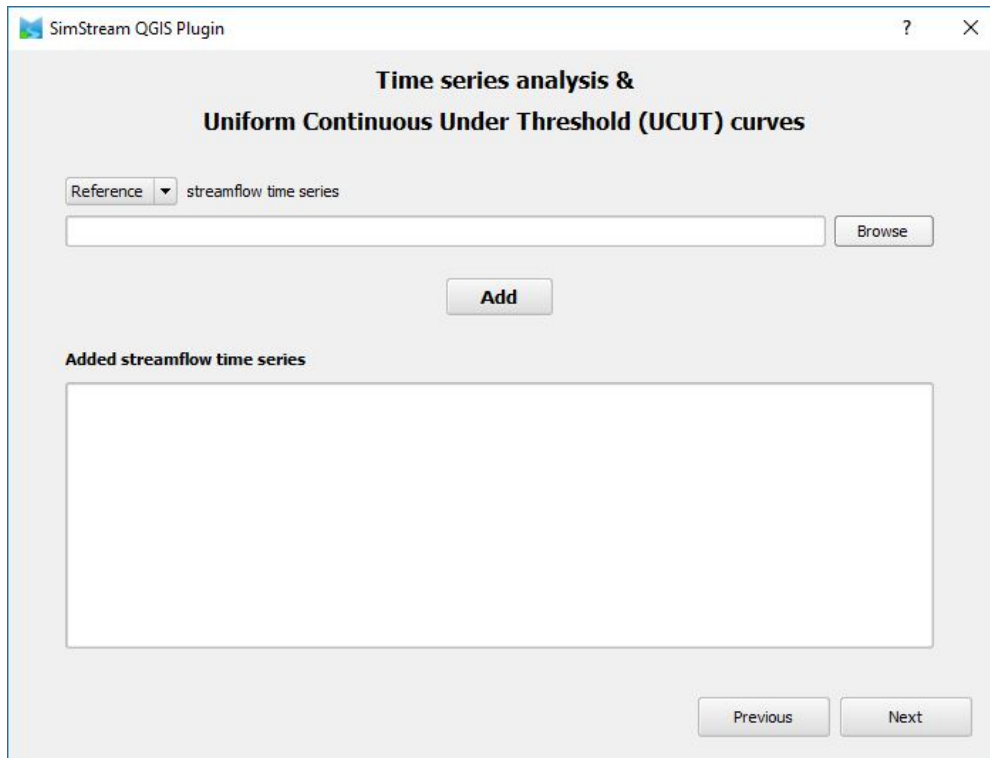 SimStream QGIS Plugin ?
Time series analysis &
Uniform Continuous Under Threshold (UCUT) curves
Reference streamflow time series
Browse
Add
Added streamflow time series
Previous Next